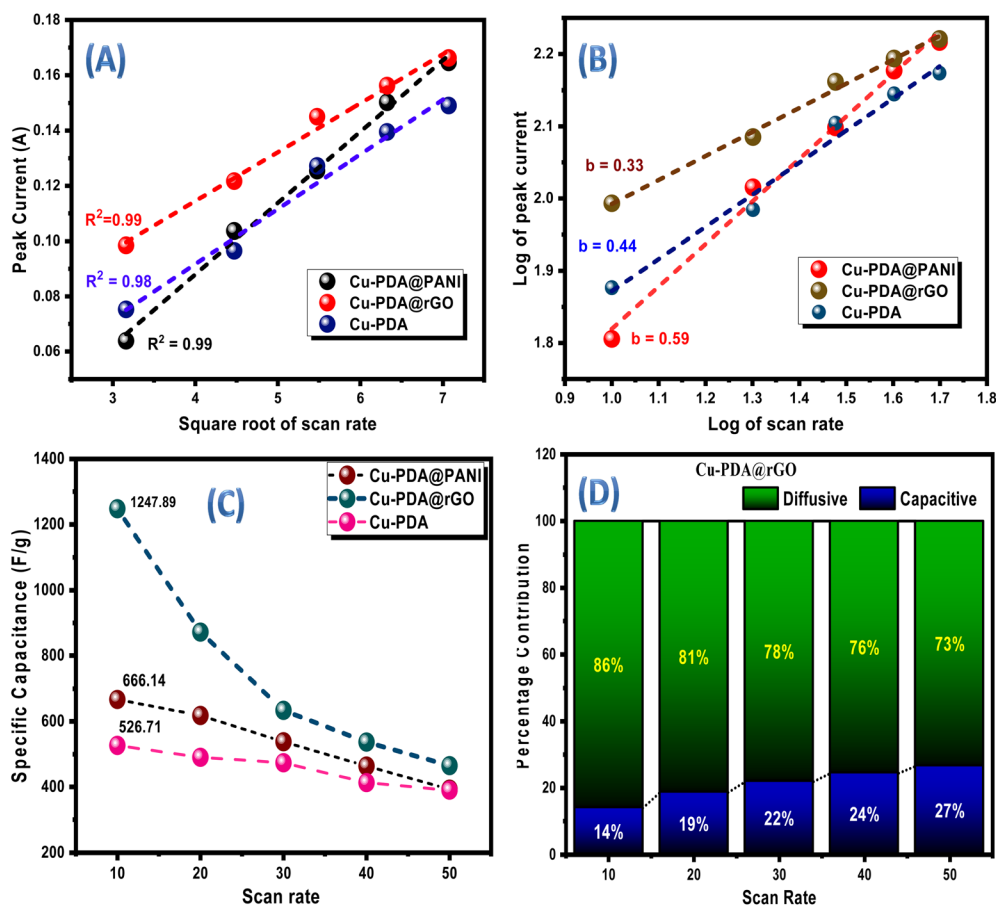 (A)
0.18
0.16
0.14
0.12
0.10
0.08
0.06
Peak Current (A)
R²=0.99
R² = 0.98
R² = 0.99
Cu-PDA@PANI
Cu-PDA@rGO
Cu-PDA
3 4 5 6 7
Square root of scan rate
(B)
2.2
2.1
2.0
1.9
1.8
Log of peak current
b = 0.33
b = 0.44
b = 0.59
Cu-PDA@PANI
Cu-PDA@rGO
Cu-PDA
0.9 1.0 1.1 1.2 1.3 1.4 1.5 1.6 1.7 1.8
Log of scan rate
(C)
1400
1200
1000
800
600
400
200
Specific Capacitance (F/g)
1247.89
666.14
526.71
Cu-PDA@PANI
Cu-PDA@rGO
Cu-PDA
10 20 30 40 50
Scan rate
(D)
Cu-PDA@rGO
Diffusive Capacitive
120
100
80
60
40
20
0
Percentage Contribution
86% 81% 78% 76% 73%
14% 19% 22% 24% 27%
10 20 30 40 50
Scan Rate